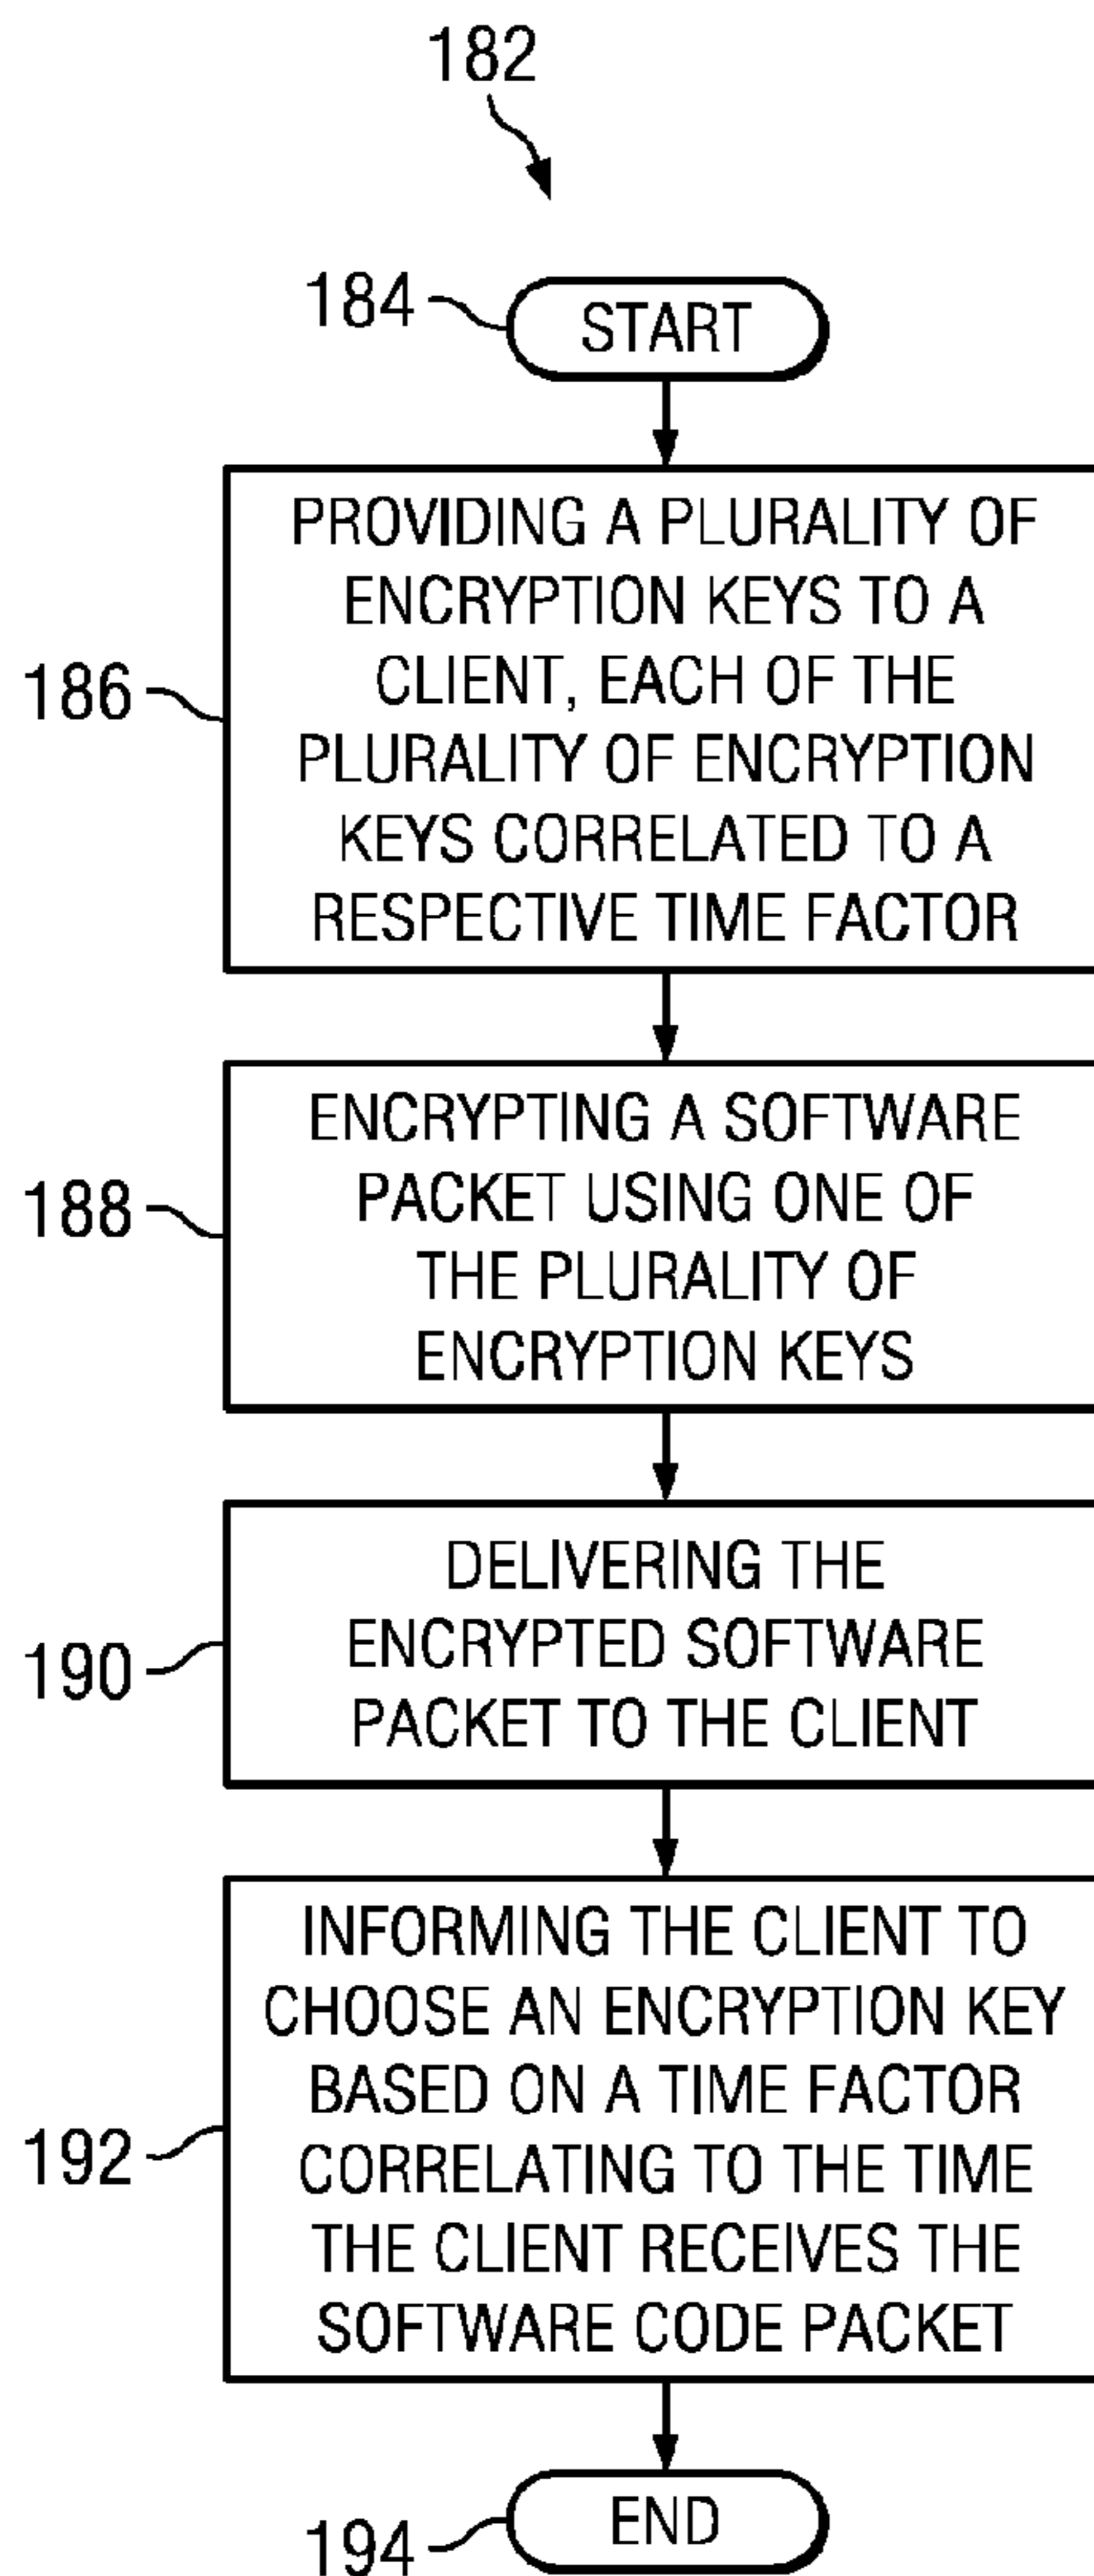 182
184
START
PROVIDING A PLURALITY OF
ENCRYPTION KEYS TO A
CLIENT, EACH OF THE
PLURALITY OF ENCRYPTION
KEYS CORRELATED TO A
RESPECTIVE TIME FACTOR
186
ENCRYPTING A SOFTWARE
PACKET USING ONE OF
THE PLURALITY OF
ENCRYPTION KEYS
188
DELIVERING THE
ENCRYPTED SOFTWARE
PACKET TO THE CLIENT
190
INFORMING THE CLIENT TO
CHOOSE AN ENCRYPTION KEY
BASED ON A TIME FACTOR
CORRELATING TO THE TIME
THE CLIENT RECEIVES THE
SOFTWARE CODE PACKET
192
END
194